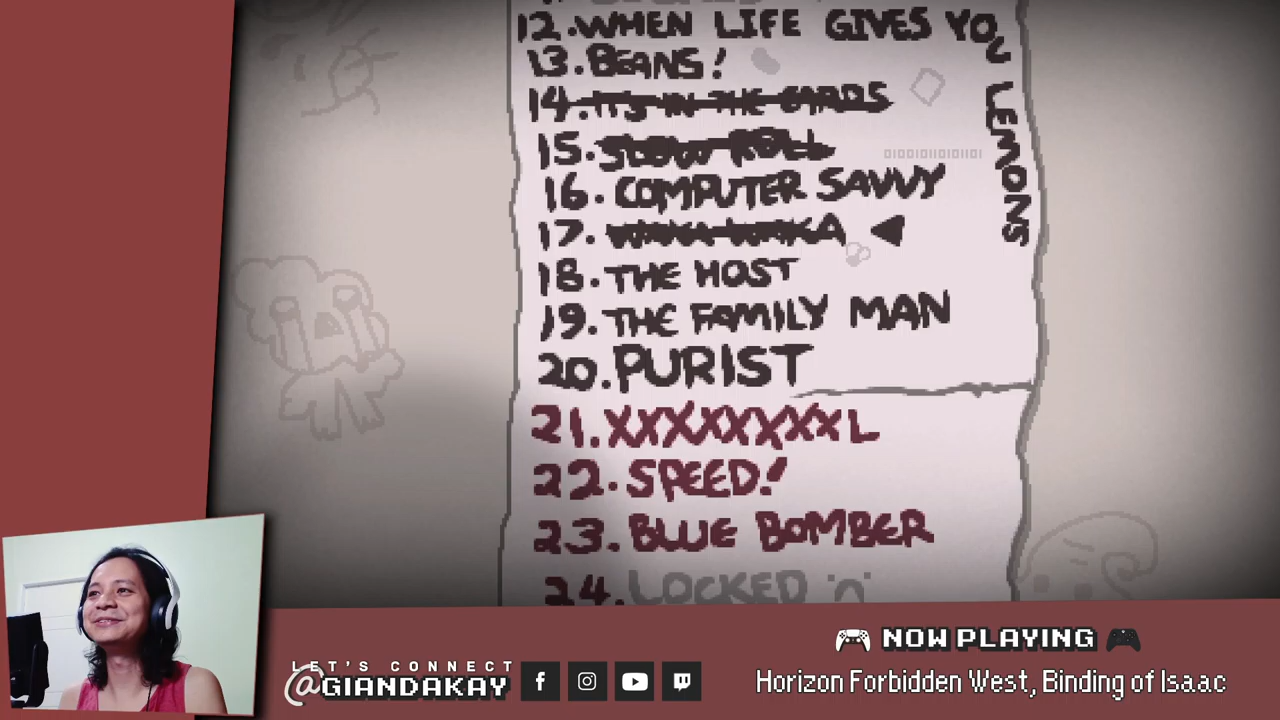 12. WHEN LIFE GIVES YOU LEMONS
13. BEANS!
14. IT'S IN THE CARDS
15. SLOW ROLL
01010010110101101
16. COMPUTER SAVVY
17. WAKA WAKA
18. THE HOST
19. THE FAMILY MAN
20. PURIST
21. XXXXXXXXL
22. SPEED!
23. BLUE BOMBER
24. LOCKED :(
NOW PLAYING
Horizon Forbidden West, Binding of Isaac
LET'S CONNECT
@GIANDAKAY